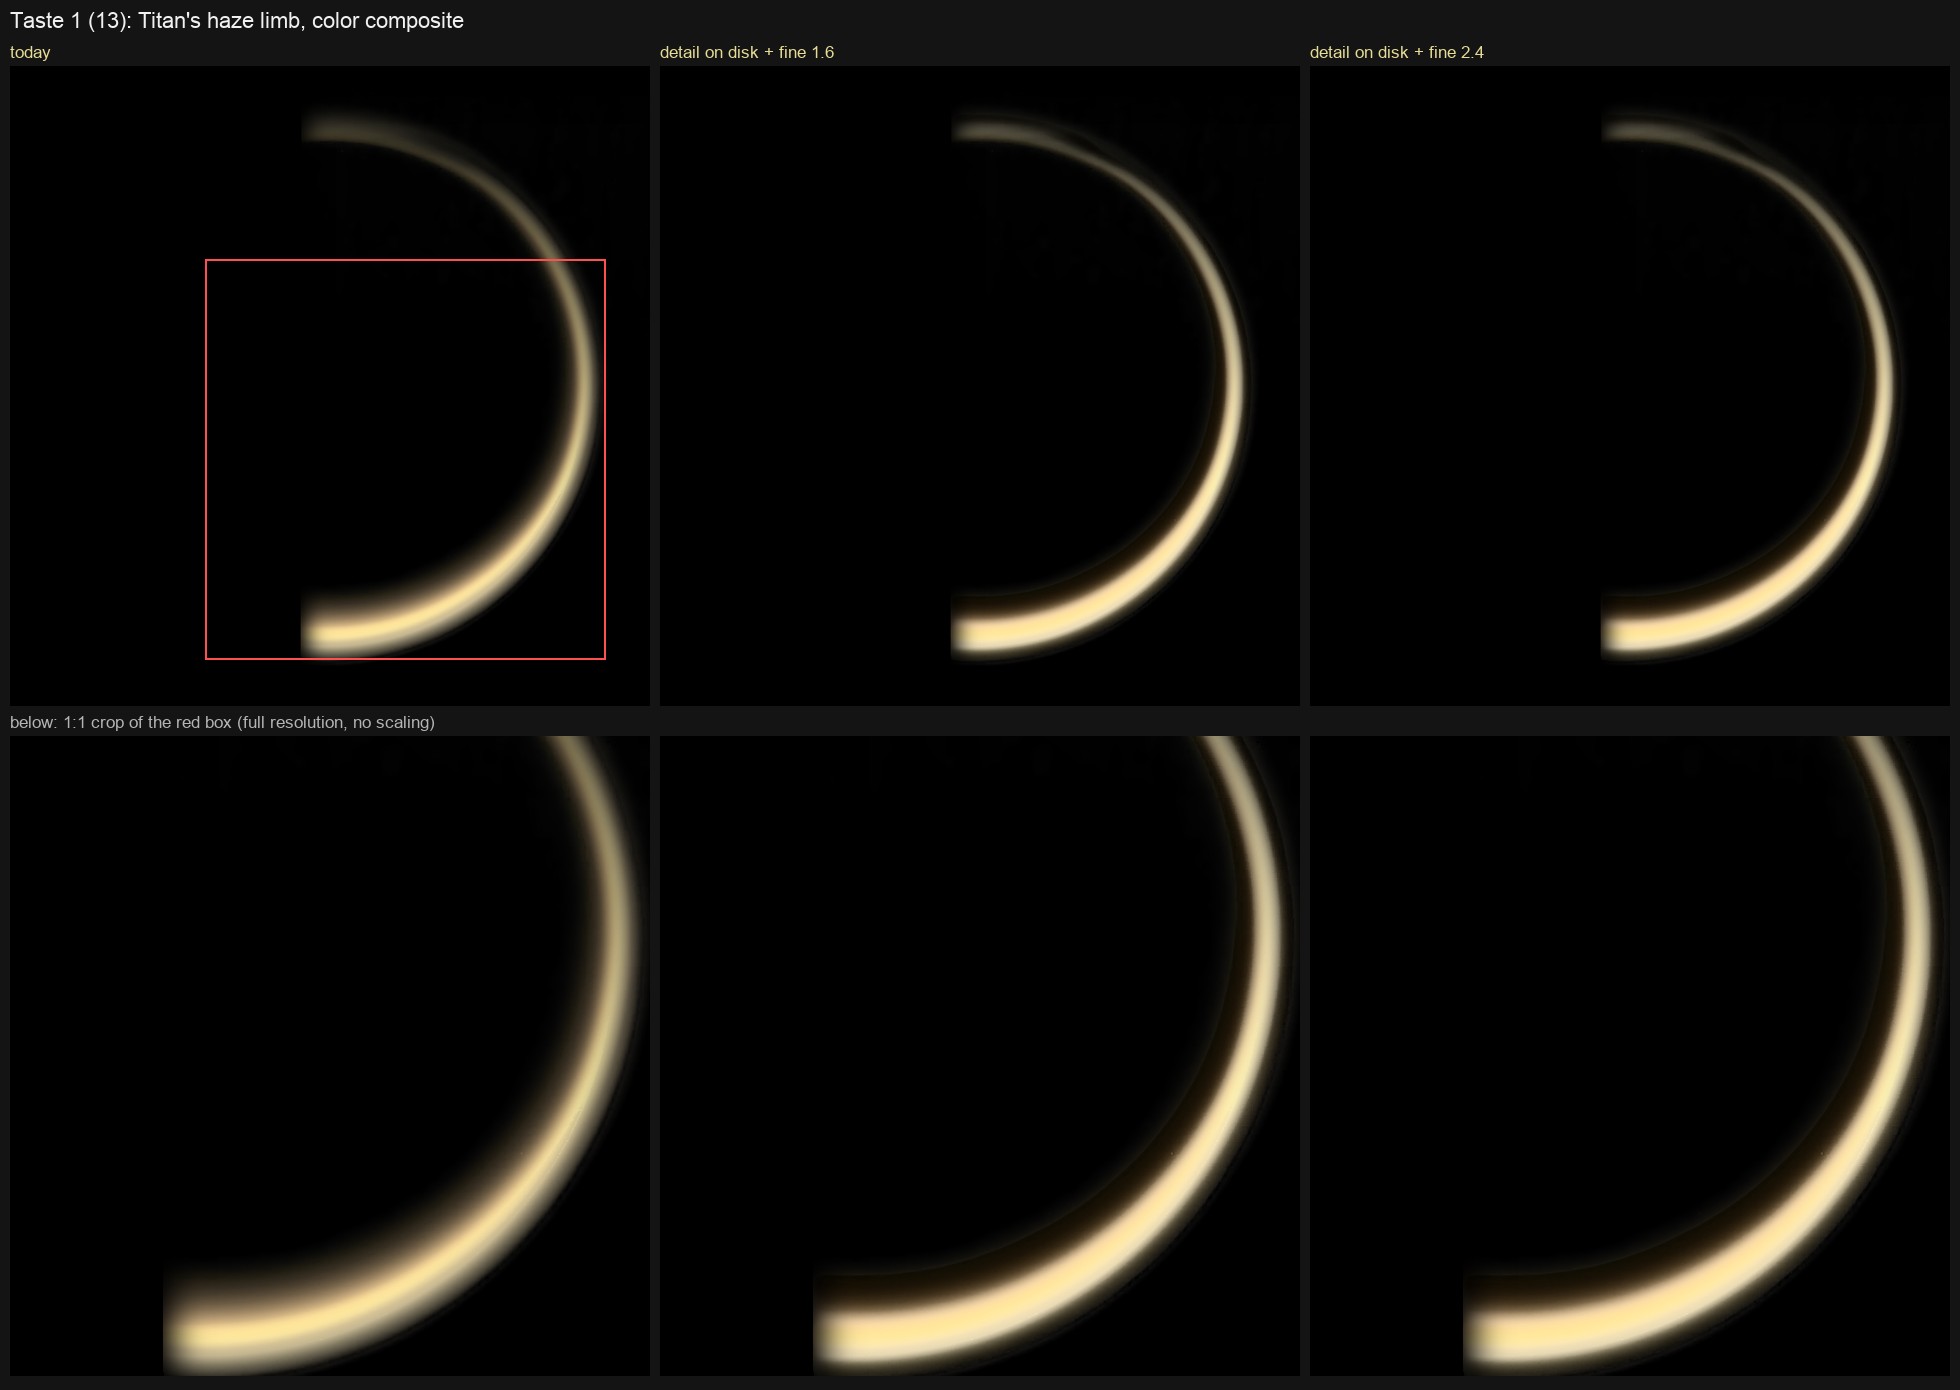 Taste 1 (13): Titan's haze limb, color composite
today
detail on disk + fine 1.6
detail on disk + fine 2.4
below: 1:1 crop of the red box (full resolution, no scaling)